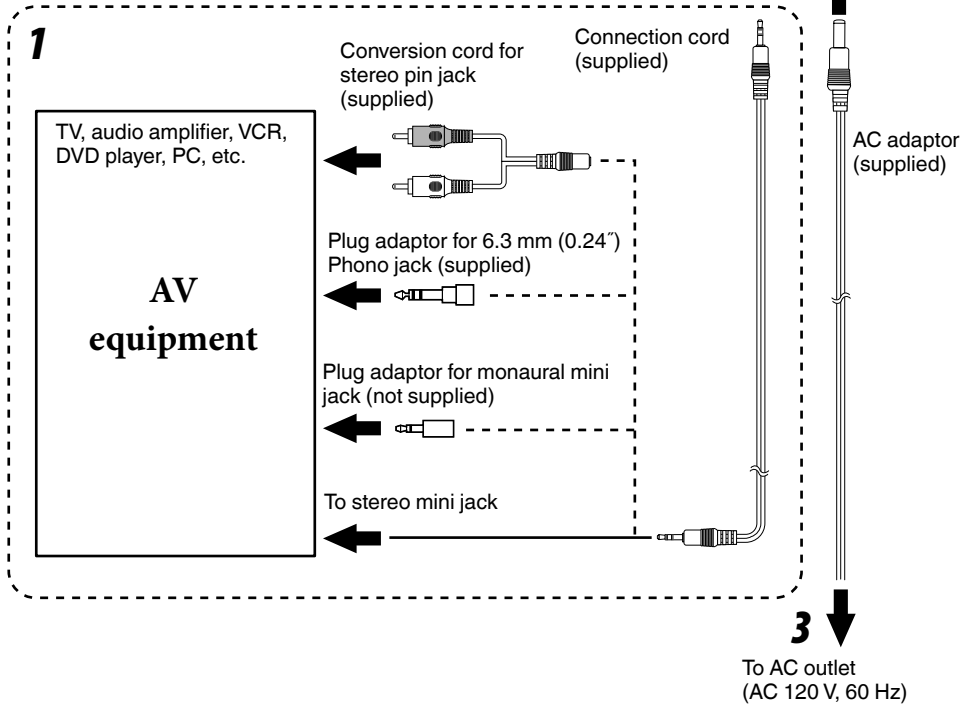 1
Conversion cord for
stereo pin jack
(supplied)
Connection cord
(supplied)
TV, audio amplifier, VCR,
DVD player, PC, etc.
AC adaptor
(supplied)
Plug adaptor for 6.3 mm (0.24˝)
Phono jack (supplied)
AV
equipment
Plug adaptor for monaural mini
jack (not supplied)
To stereo mini jack
3
To AC outlet
(AC 120 V, 60 Hz)